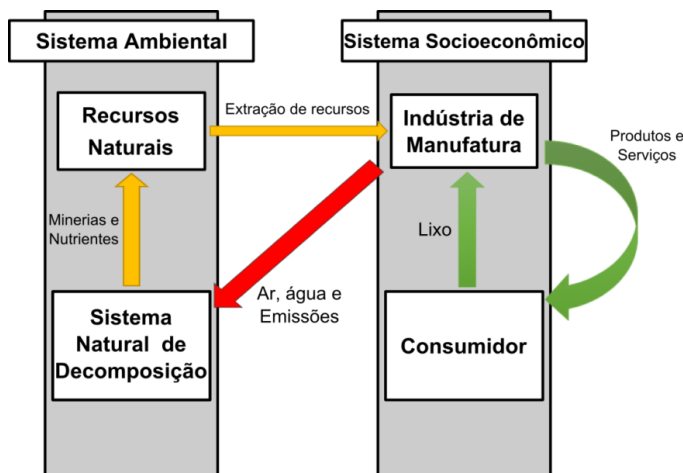 Sistema Ambiental
Sistema Socioeconômico
Recursos
Naturais
Extração de recursos
Indústria de
Manufatura
Produtos e
Serviços
Minerias e
Nutrientes
Lixo
Ar, água e
Emissões
Sistema
Natural de
Decomposição
Consumidor